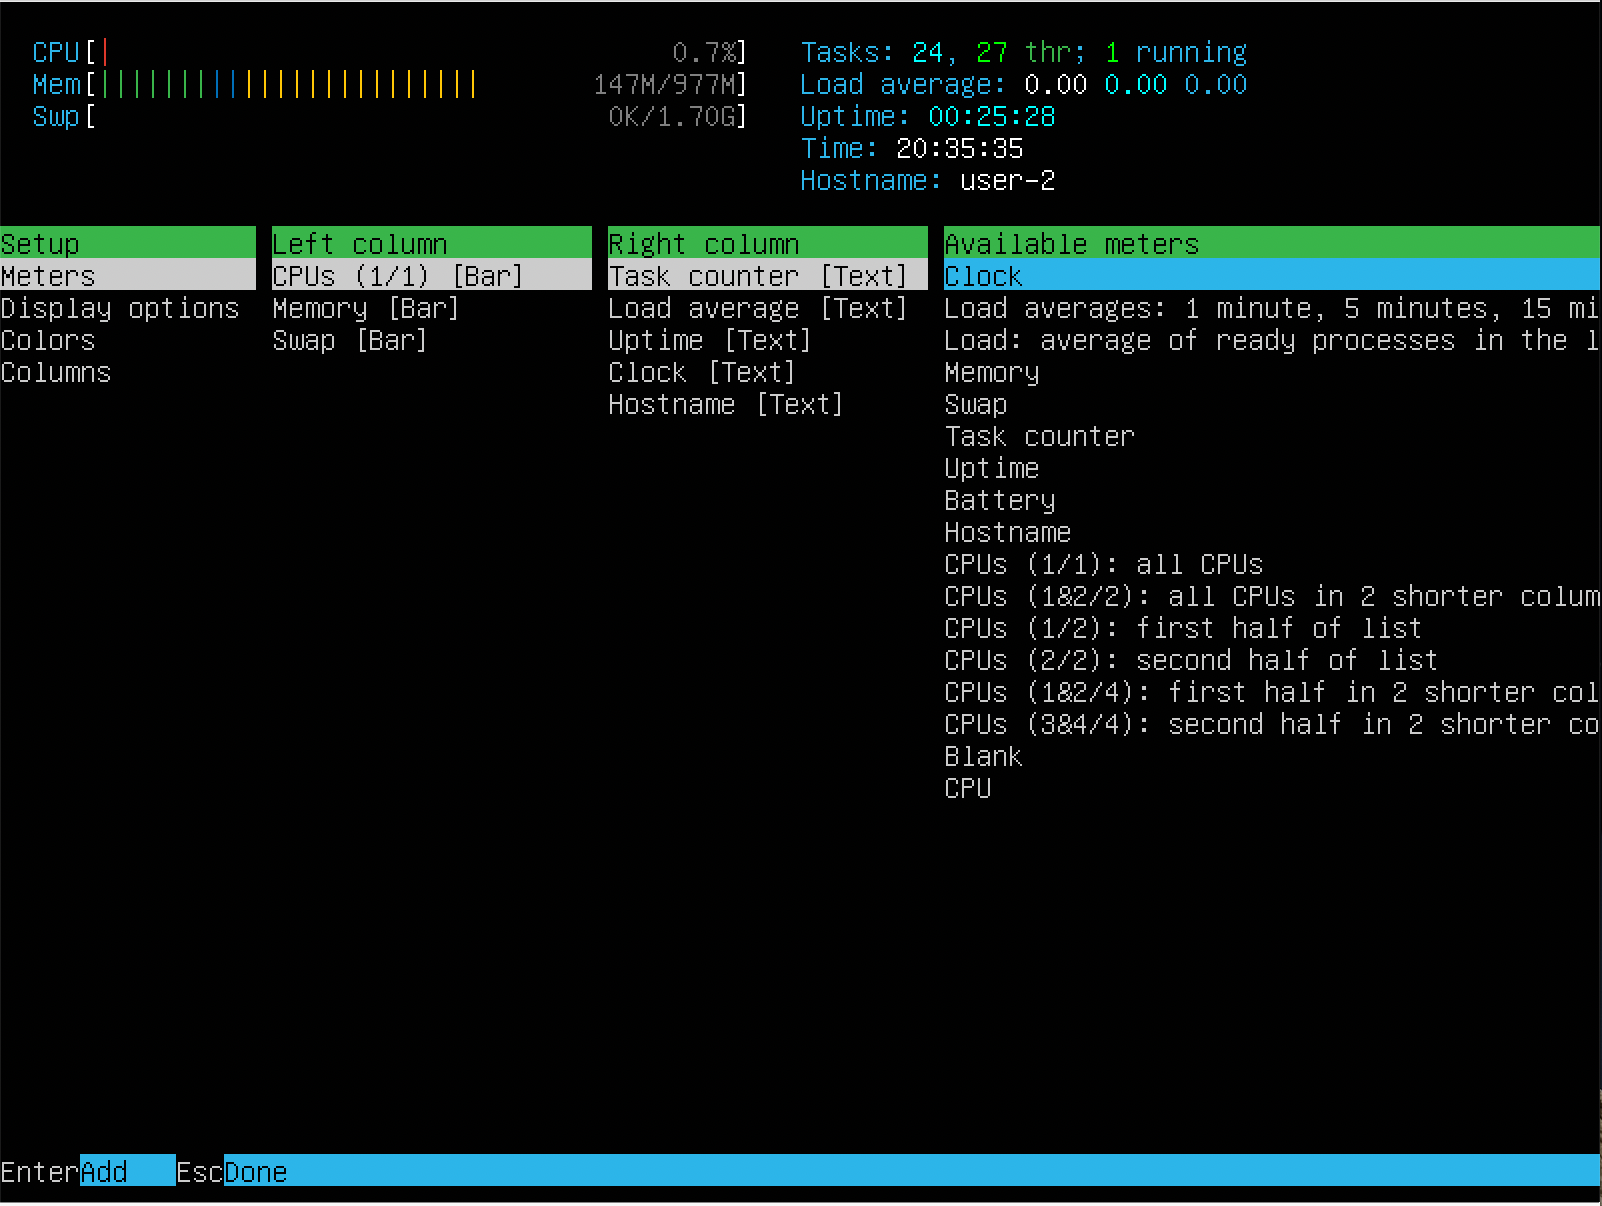 CPU[| 0.7%] Tasks: 24, 27 thr; 1 running
Mem[|||||||||||||||||||||||| 147M/977M] Load average: 0.00 0.00 0.00
Swp[ 0K/1.70G] Uptime: 00:25:28
Time: 20:35:35
Hostname: user-2
Setup Left column Right column Available meters
Meters CPUs (1/1) [Bar] Task counter [Text] Clock
Display options Memory [Bar] Load average [Text] Load averages: 1 minute, 5 minutes, 15 mi
Colors Swap [Bar] Uptime [Text] Load: average of ready processes in the l
Columns Clock [Text] Memory
Hostname [Text] Swap
Task counter
Uptime
Battery
Hostname
CPUs (1/1): all CPUs
CPUs (1&2/2): all CPUs in 2 shorter colum
CPUs (1/2): first half of list
CPUs (2/2): second half of list
CPUs (1&2/4): first half in 2 shorter col
CPUs (3&4/4): second half in 2 shorter co
Blank
CPU
EnterAdd EscDone